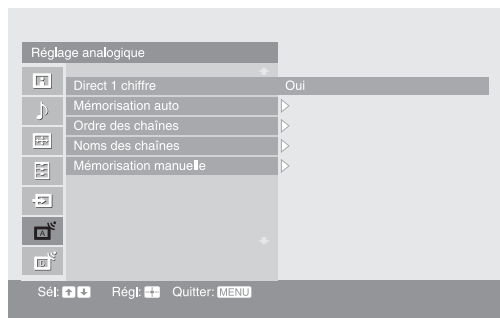 Réglage analogique
Direct 1 chiffre Oui
Mémorisation auto
Ordre des chaînes
Noms des chaînes
Mémorisation manuelle
A
Sél: Régl: Quitter: MENU